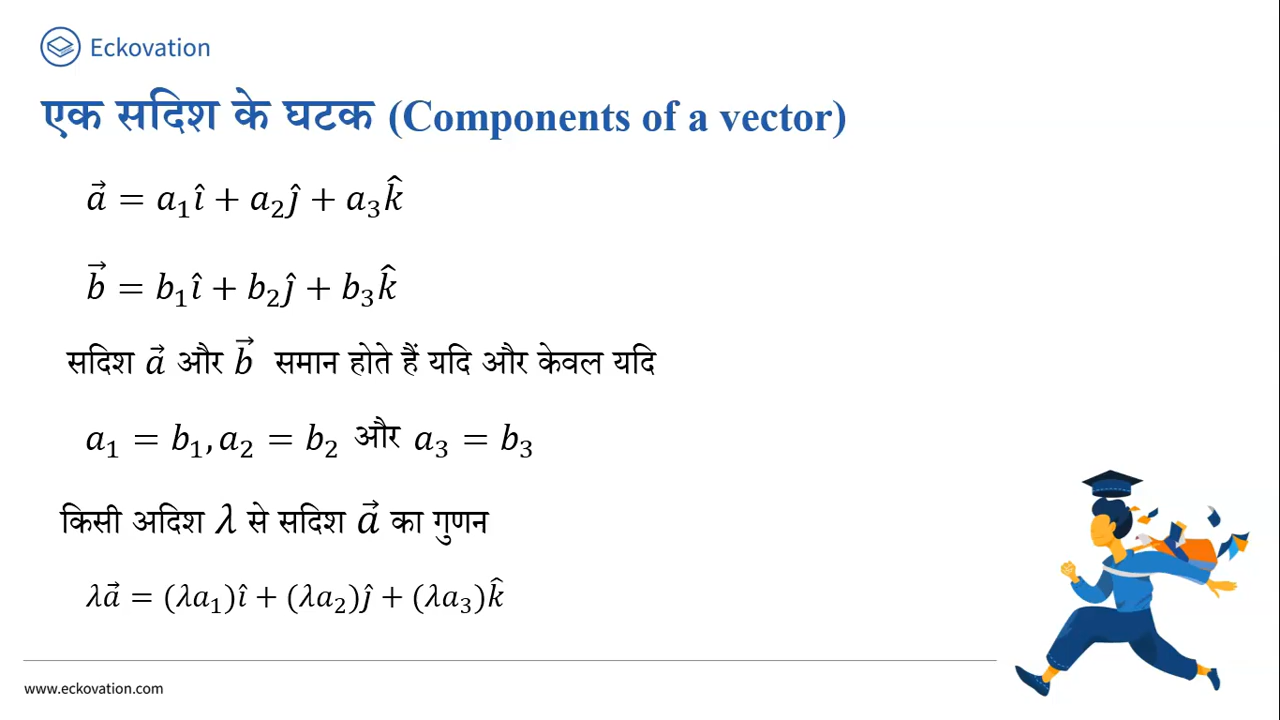 Eckovation
एक सदिश के घटक (Components of a vector)
a⃗ = a₁î + a₂ĵ + a₃k̂
b⃗ = b₁î + b₂ĵ + b₃k̂
सदिश a⃗ और b⃗ समान होते हैं यदि और केवल यदि
a₁ = b₁, a₂ = b₂ और a₃ = b₃
किसी अदिश λ से सदिश a⃗ का गुणन
λa⃗ = (λa₁)î + (λa₂)ĵ + (λa₃)k̂
www.eckovation.com